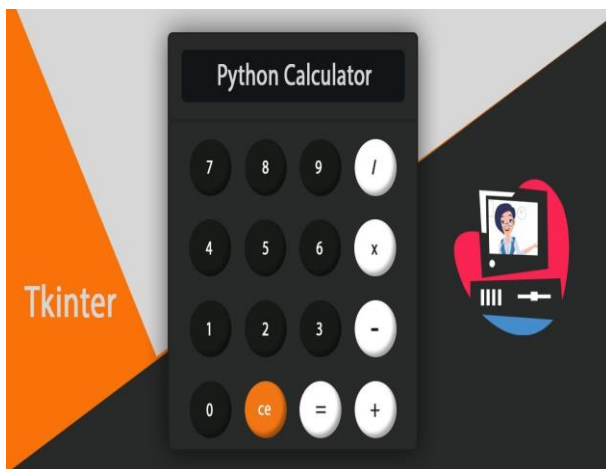 Python Calculator
7 8 9 /
4 5 6 x
Tkinter
1 2 3 -
0 ce = +